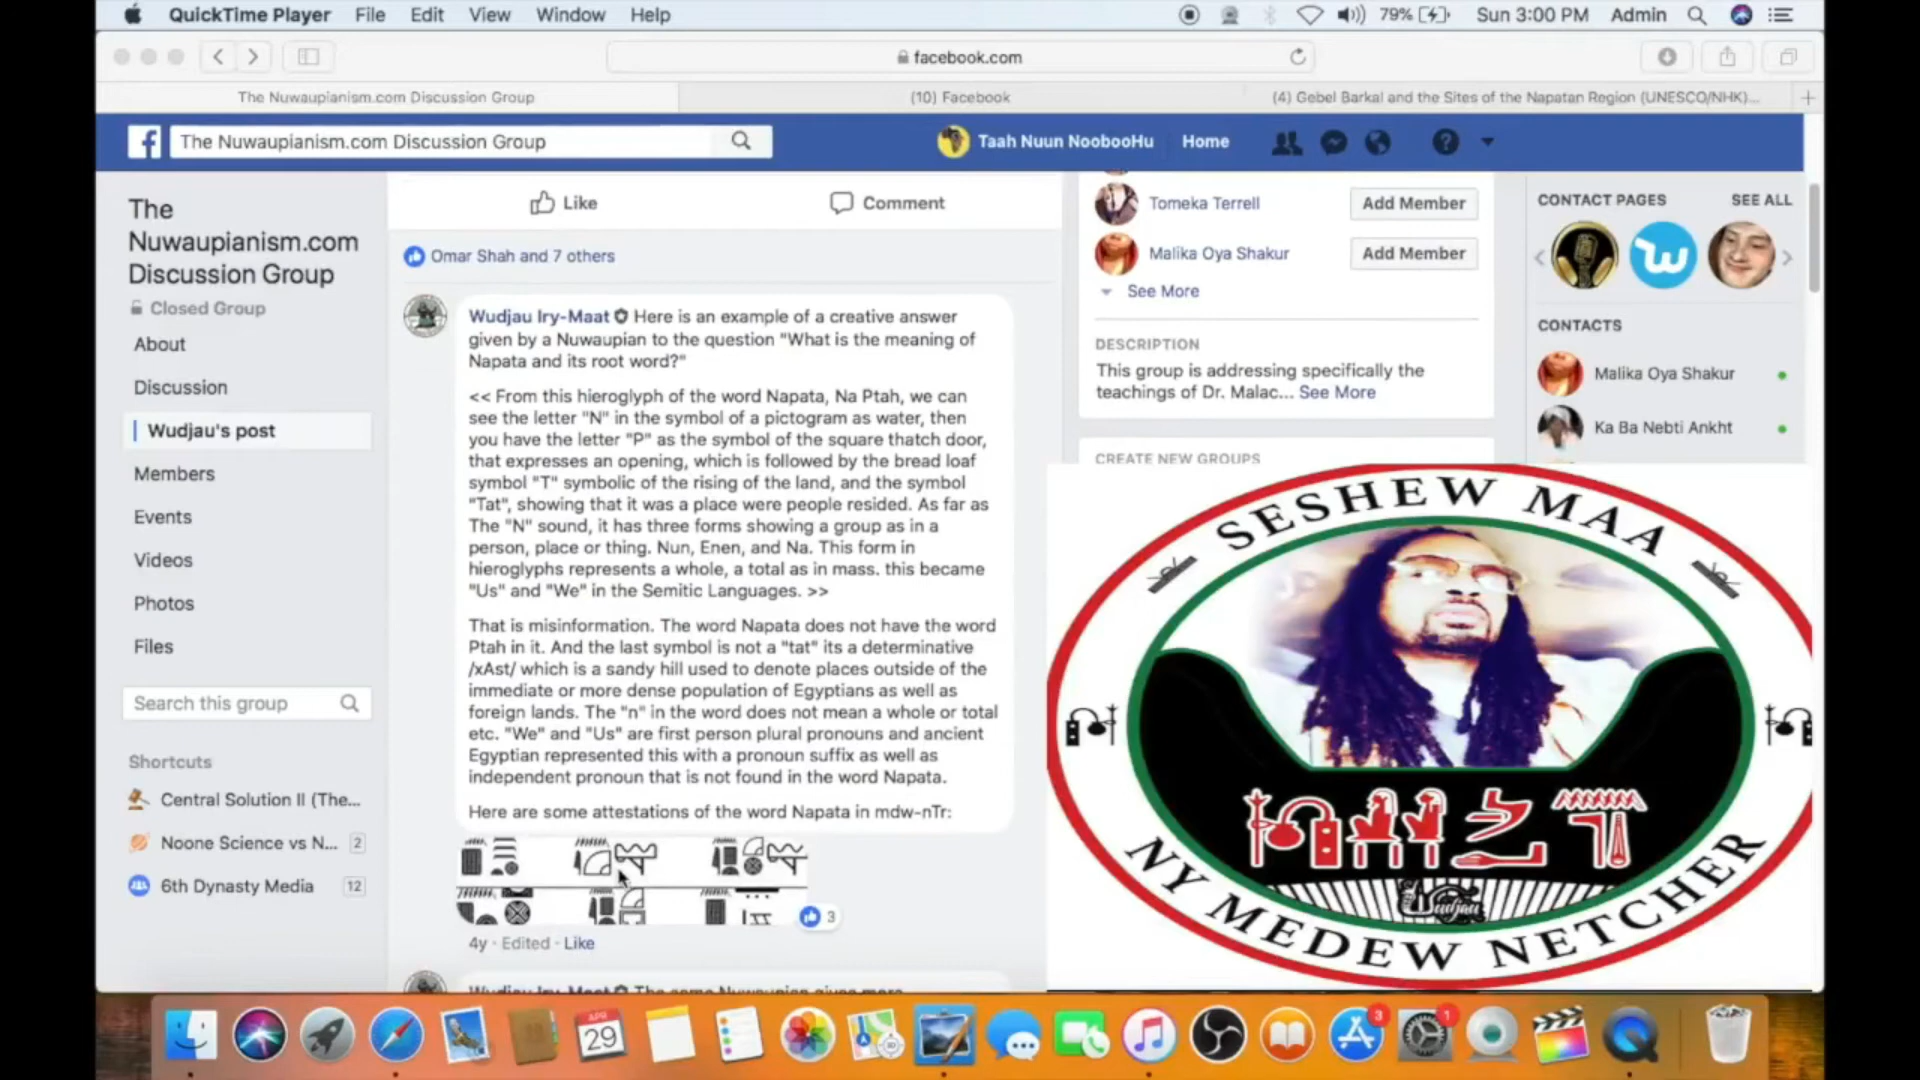 QuickTime Player File Edit View Window Help 79% Sun 3:00 PM Admin
facebook.com
The Nuwaupianism.com Discussion Group (10) Facebook (4) Gebel Barkal and the Sites of the Napatan Region (UNESCO/NHK)...
The Nuwaupianism.com Discussion Group Taah Nuun NoobooHu Home
The
Nuwaupianism.com
Discussion Group
Closed Group
About
Discussion
Wudjau's post
Members
Events
Videos
Photos
Files
Search this group
Shortcuts
Central Solution II (The...
Noone Science vs N... 2
6th Dynasty Media 12
Like Comment
Omar Shah and 7 others
Wudjau Iry-Maat Here is an example of a creative answer
given by a Nuwaupian to the question "What is the meaning of
Napata and its root word?"
<< From this hieroglyph of the word Napata, Na Ptah, we can
see the letter "N" in the symbol of a pictogram as water, then
you have the letter "P" as the symbol of the square thatch door,
that expresses an opening, which is followed by the bread loaf
symbol "T" symbolic of the rising of the land, and the symbol
"Tat", showing that it was a place were people resided. As far as
The "N" sound, it has three forms showing a group as in a
person, place or thing. Nun, Enen, and Na. This form in
hieroglyphs represents a whole, a total as in mass. this became
"Us" and "We" in the Semitic Languages. >>
That is misinformation. The word Napata does not have the word
Ptah in it. And the last symbol is not a "tat" its a determinative
/xAst/ which is a sandy hill used to denote places outside of the
immediate or more dense population of Egyptians as well as
foreign lands. The "n" in the word does not mean a whole or total
etc. "We" and "Us" are first person plural pronouns and ancient
Egyptian represented this with a pronoun suffix as well as
independent pronoun that is not found in the word Napata.
Here are some attestations of the word Napata in mdw-nTr:
3
4y · Edited · Like
Tomeka Terrell Add Member
Malika Oya Shakur Add Member
See More
DESCRIPTION
This group is addressing specifically the
teachings of Dr. Malac... See More
CREATE NEW GROUPS
CONTACT PAGES SEE ALL
CONTACTS
Malika Oya Shakur
Ka Ba Nebti Ankht
SESHEW MAA
NY MEDEW NETCHER
Wudjau
APR
29
3
1